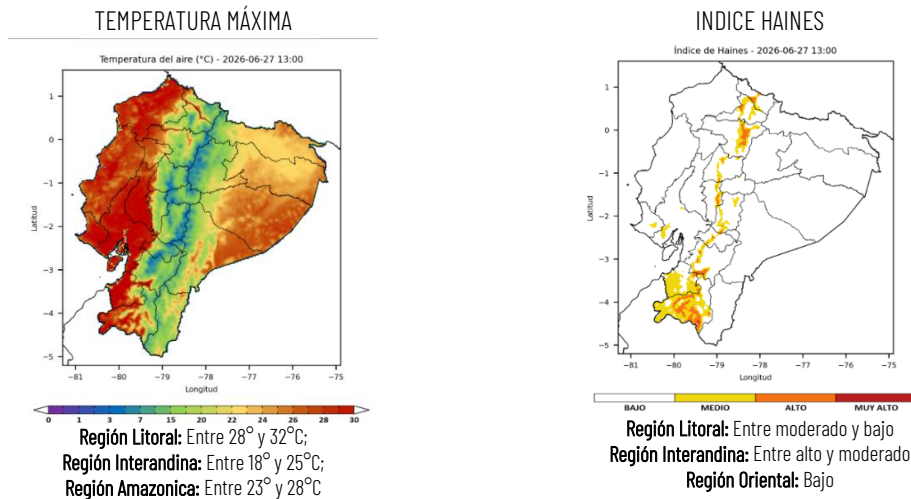 TEMPERATURA MÁXIMA
Temperatura del aire (°C) - 2026-06-27 13:00
1
0
−1
−2
−3
−4
−5
Latitud
−81 −80 −79 −78 −77 −76 −75
Longitud
0 1 3 7 15 20 22 24 26 28 30
Región Litoral: Entre 28° y 32°C;
Región Interandina: Entre 18° y 25°C;
Región Amazonica: Entre 23° y 28°C
INDICE HAINES
Índice de Haines - 2026-06-27 13:00
1
0
−1
−2
−3
−4
−5
Latitud
−81 −80 −79 −78 −77 −76 −75
Longitud
BAJO MEDIO ALTO MUY ALTO
Región Litoral: Entre moderado y bajo
Región Interandina: Entre alto y moderado
Región Oriental: Bajo